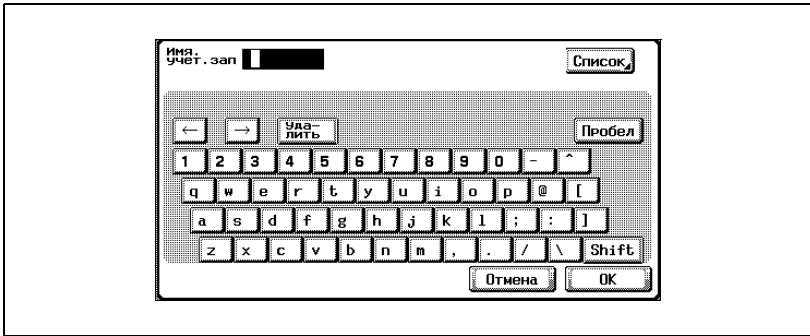 Имя.
учет.зап
Список
← → Уда-
лить
Пробел
1 2 3 4 5 6 7 8 9 0 - ^
q w e r t y u i o p @ [
a s d f g h j k l ; : ]
z x c v b n m , . / \ Shift
Отмена OK